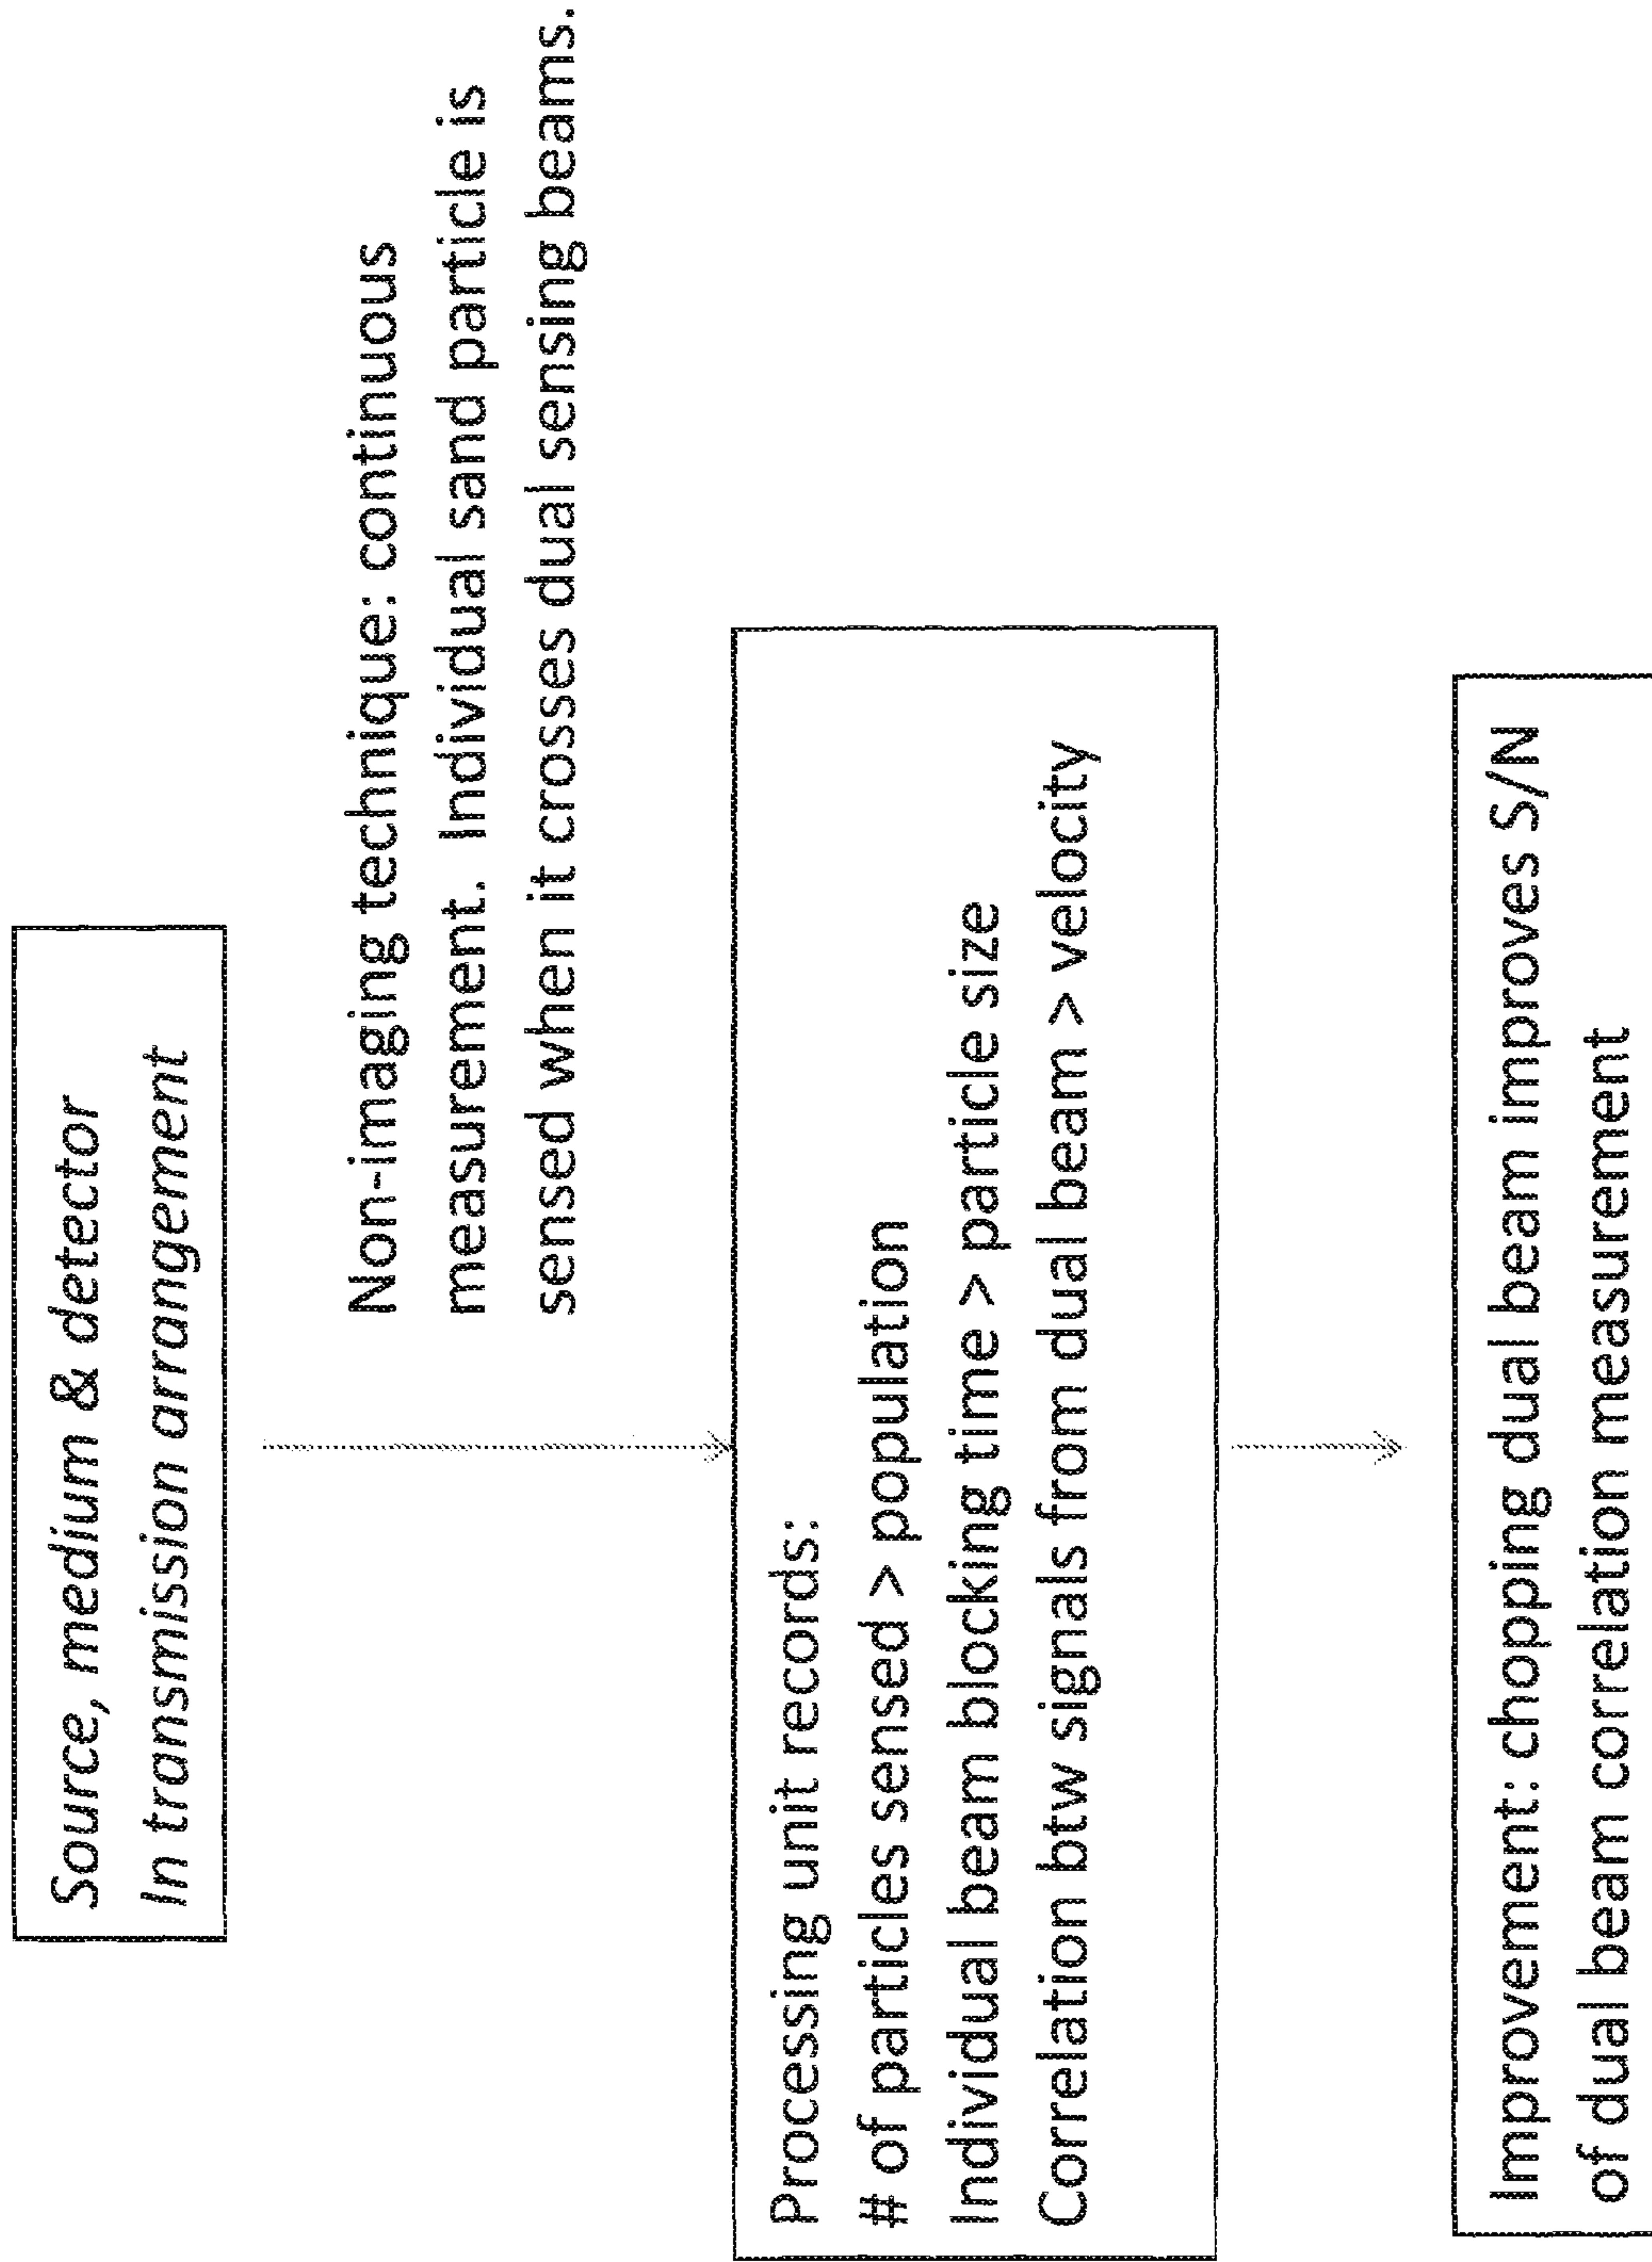 Source, medium & detector
In transmission arrangement
Non-imaging technique: continuous
measurement. Individual sand particle is
sensed when it crosses dual sensing beams.
Processing unit records:
# of particles sensed > population
Individual beam blocking time > particle size
Correlation btw signals from dual beam > velocity
Improvement: chopping dual beam improves S/N
of dual beam correlation measurement